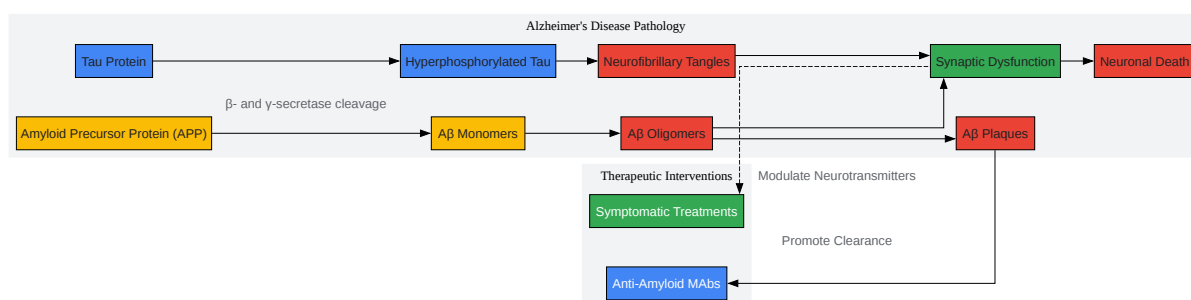 Alzheimer's Disease Pathology
Tau Protein
Hyperphosphorylated Tau
Neurofibrillary Tangles
Synaptic Dysfunction
Neuronal Death
β- and γ-secretase cleavage
Amyloid Precursor Protein (APP)
Aβ Monomers
Aβ Oligomers
Aβ Plaques
Therapeutic Interventions
Modulate Neurotransmitters
Symptomatic Treatments
Promote Clearance
Anti-Amyloid MAbs